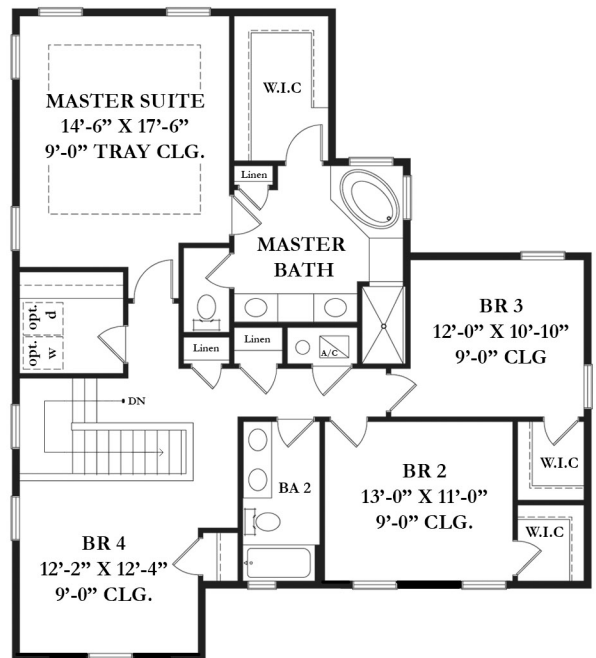 MASTER SUITE
14'-6” X 17'-6”
9'-0” TRAY CLG.
W.I.C
Linen
MASTER
BATH
opt. d
opt. w
Linen
Linen
A/C
BR 3
12'-0” X 10'-10”
9'-0” CLG
DN
W.I.C
BA 2
BR 2
13'-0” X 11'-0”
9'-0” CLG.
W.I.C
BR 4
12'-2” X 12'-4”
9'-0” CLG.